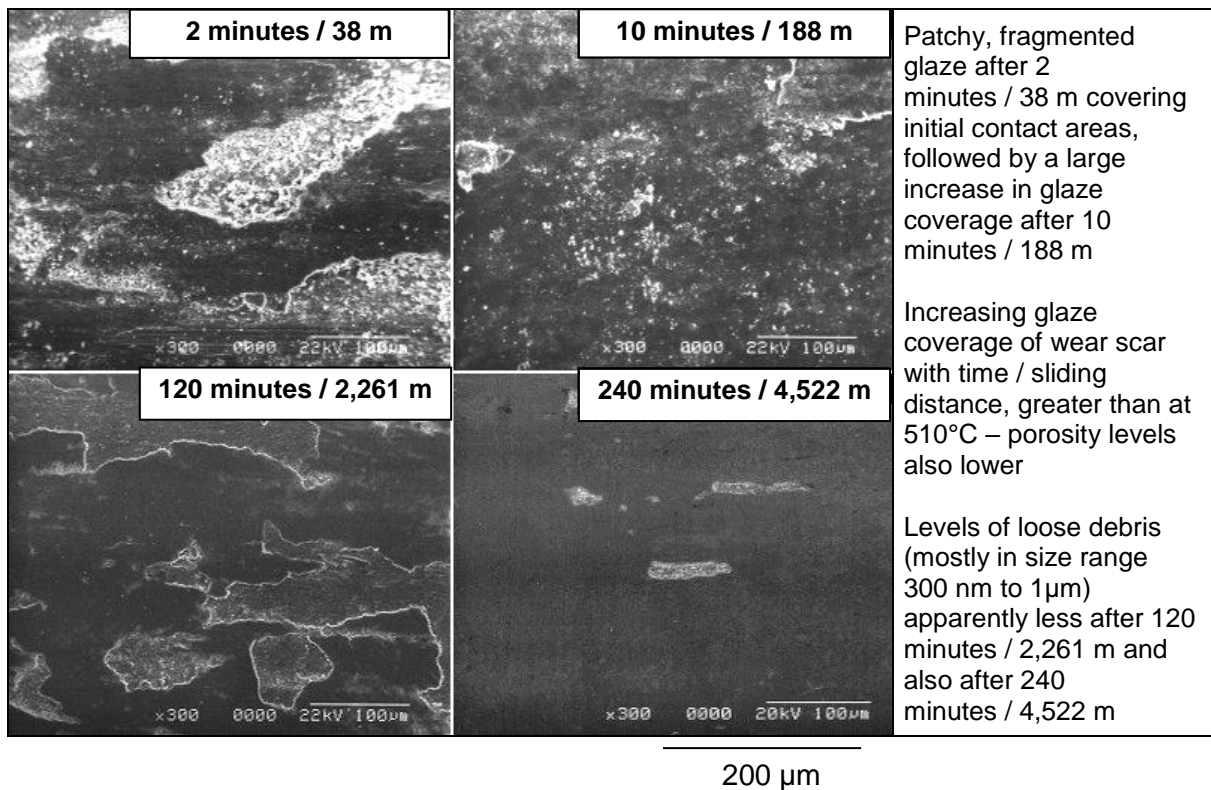 2 minutes / 38 m
×300 0000 22kV 100µm
10 minutes / 188 m
×300 0000 22kV 100µm
120 minutes / 2,261 m
×300 0000 22kV 100µm
240 minutes / 4,522 m
×300 0000 20kV 100µm
Patchy, fragmented
glaze after 2
minutes / 38 m covering
initial contact areas,
followed by a large
increase in glaze
coverage after 10
minutes / 188 m
Increasing glaze
coverage of wear scar
with time / sliding
distance, greater than at
510°C – porosity levels
also lower
Levels of loose debris
(mostly in size range
300 nm to 1µm)
apparently less after 120
minutes / 2,261 m and
also after 240
minutes / 4,522 m
200 µm